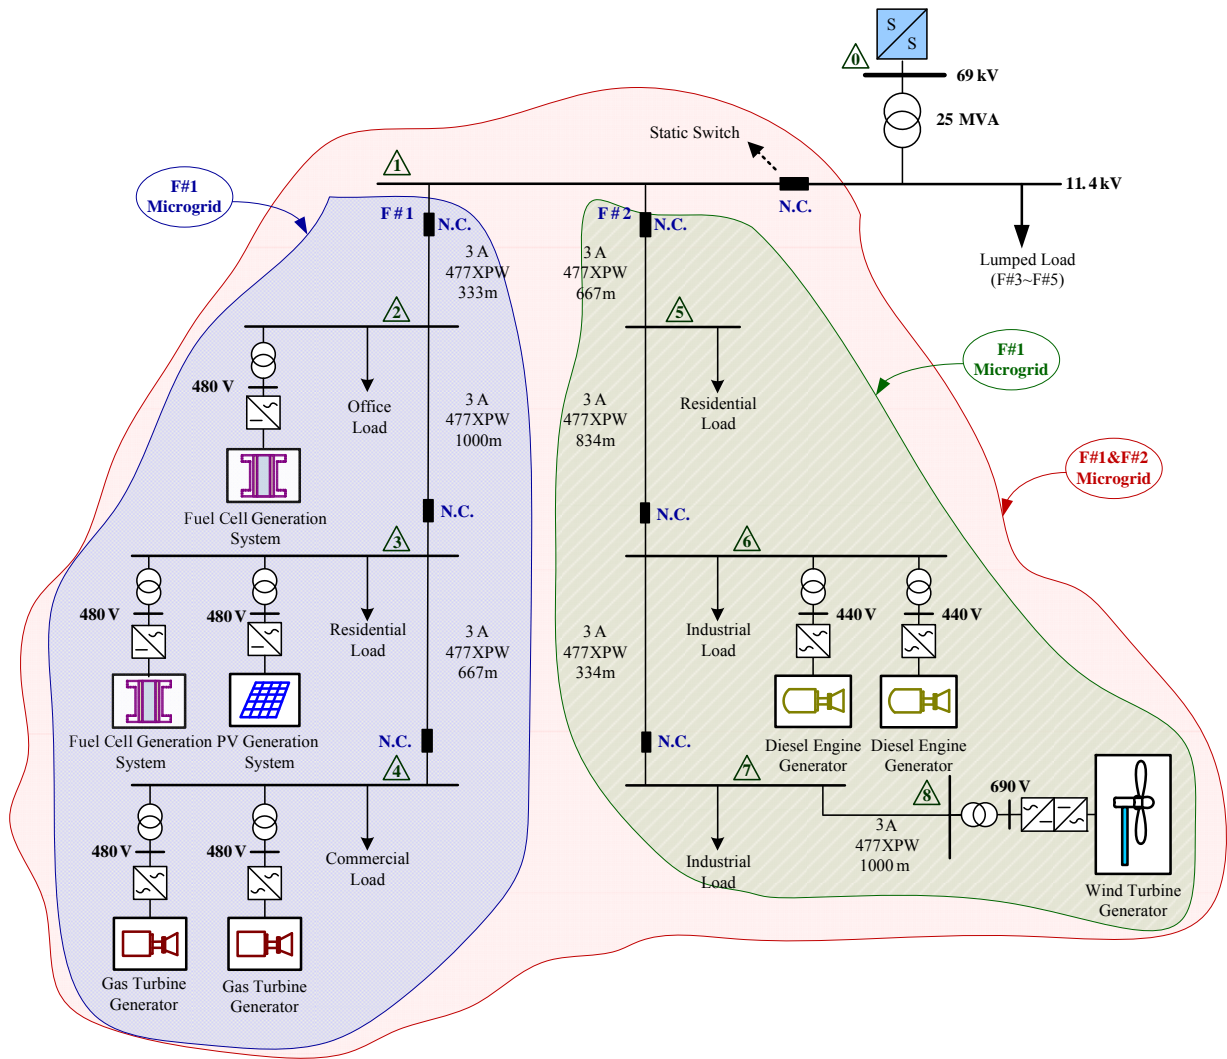 S
S
0
69 kV
25 MVA
Static Switch
1
11.4 kV
N.C.
F#1
Microgrid
F#1
N.C.
F#2
N.C.
Lumped Load
(F#3~F#5)
3 A
477XPW
333m
3 A
477XPW
667m
2
5
480 V
Office
Load
Residential
Load
F#1
Microgrid
3 A
477XPW
1000m
3 A
477XPW
834m
F#1&F#2
Microgrid
Fuel Cell Generation
System
N.C.
N.C.
3
6
480 V
480 V
440 V
440 V
Residential
Load
3 A
477XPW
667m
3 A
477XPW
334m
Industrial
Load
Fuel Cell Generation
System
PV Generation
System
N.C.
N.C.
Diesel Engine
Generator
Diesel Engine
Generator
4
7
8
690 V
480 V
480 V
Commercial
Load
Industrial
Load
3 A
477XPW
1000 m
Wind Turbine
Generator
Gas Turbine
Generator
Gas Turbine
Generator